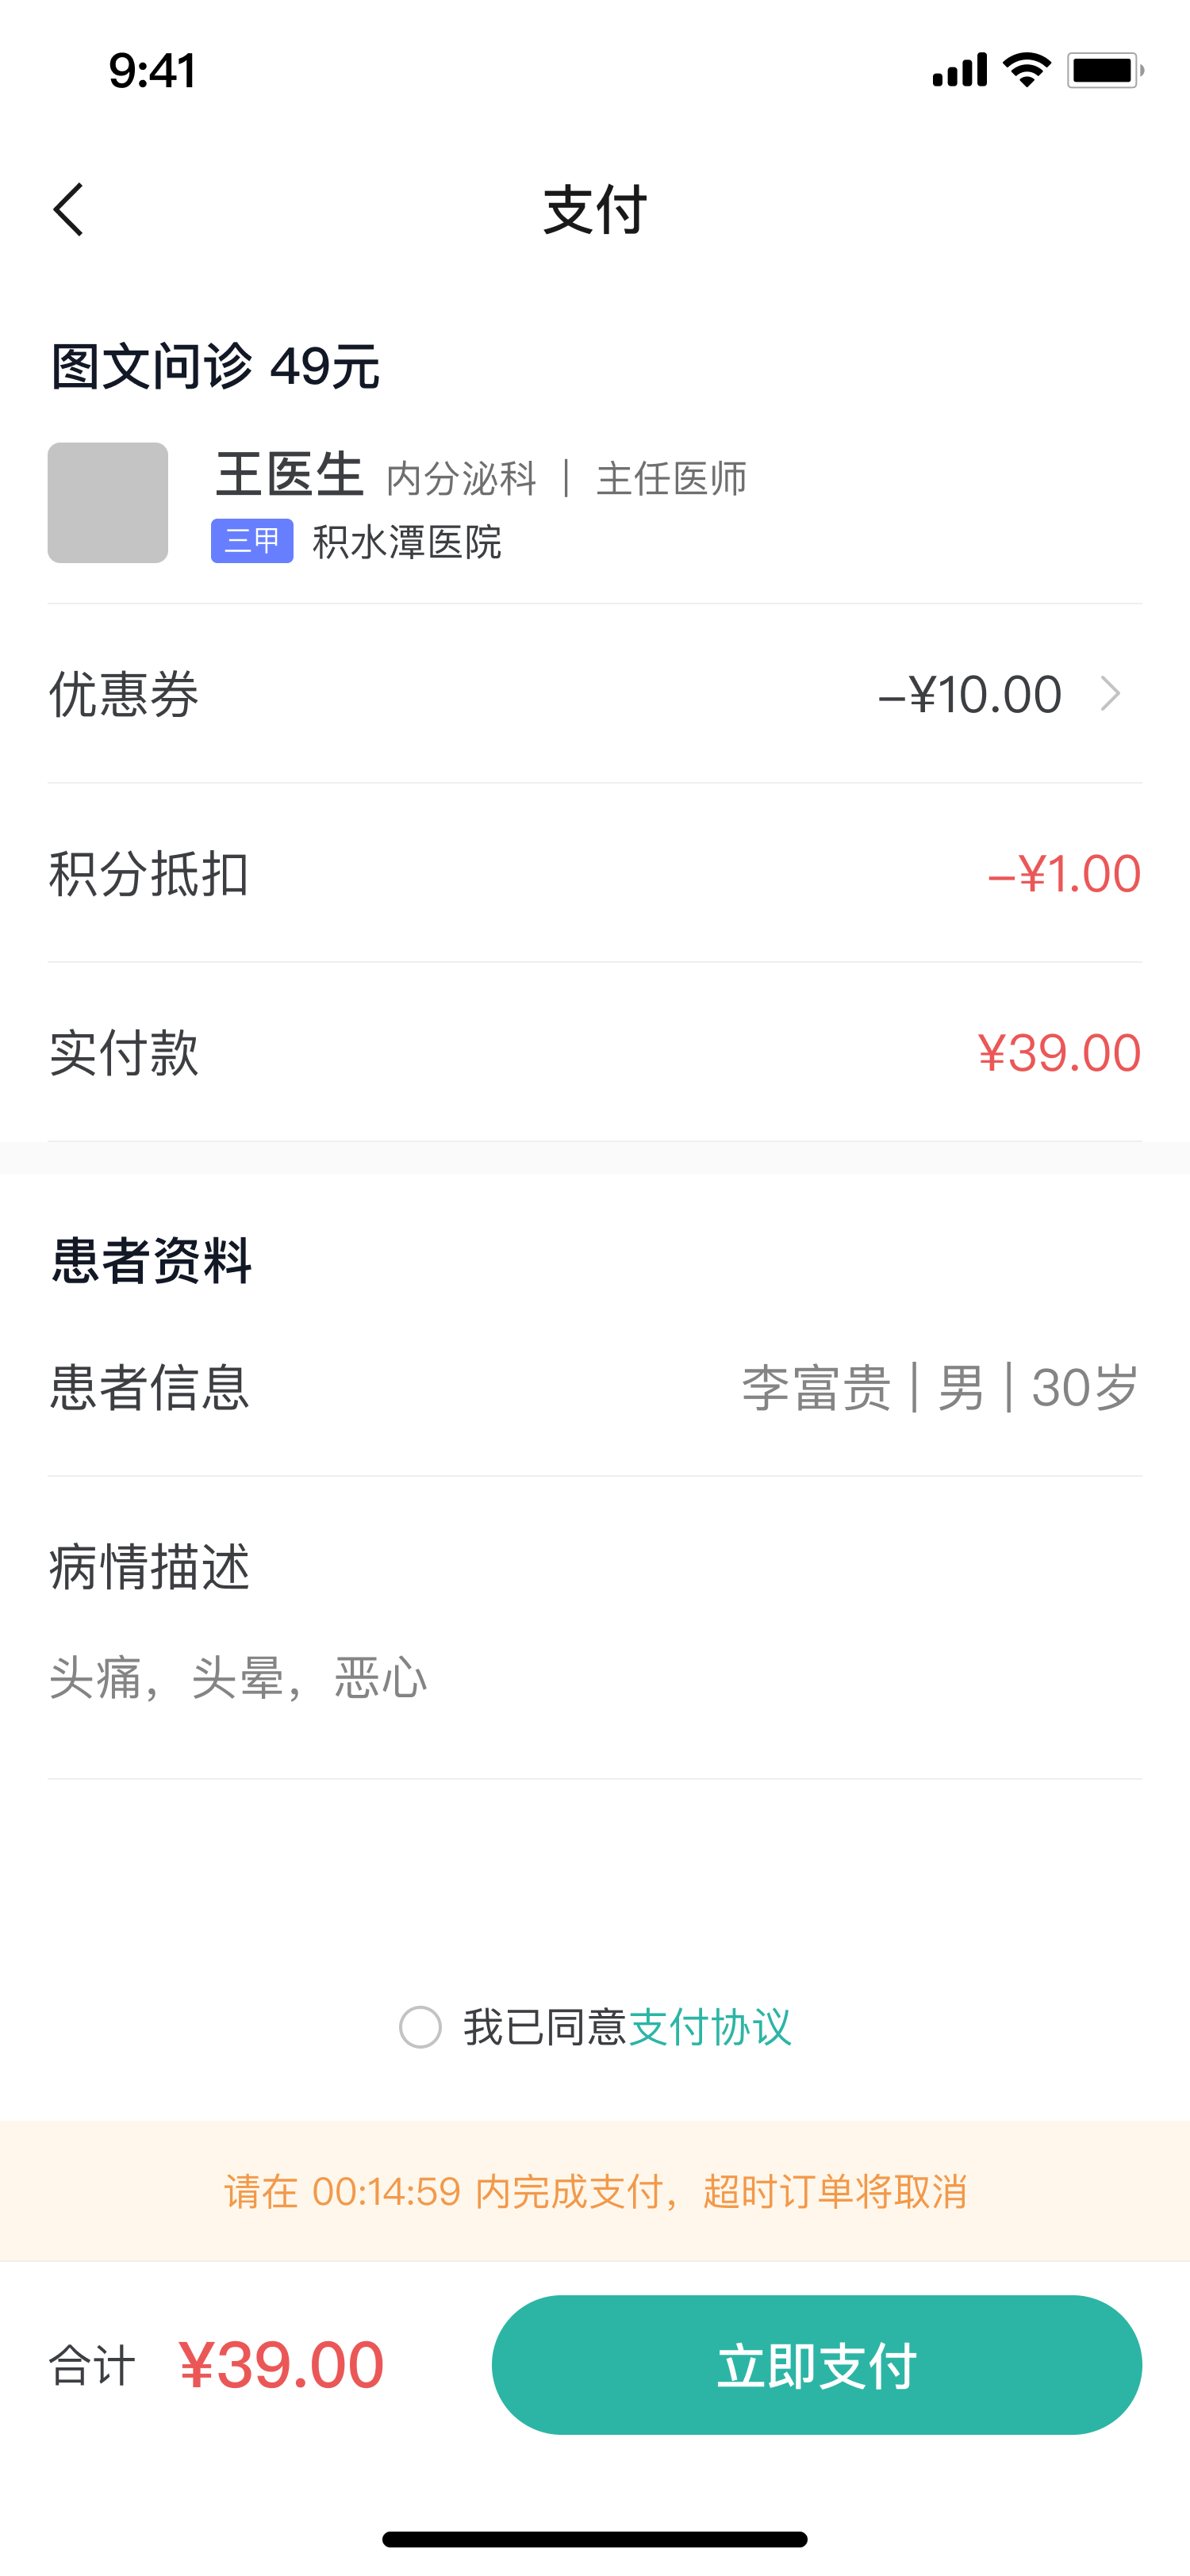 9:41
支付
图文问诊 49元
王医生 内分泌科 | 主任医师
三甲 积水潭医院
优惠券 -¥10.00
积分抵扣 -¥1.00
实付款 ¥39.00
患者资料
患者信息 李富贵 | 男 | 30岁
病情描述
头痛，头晕，恶心
我已同意支付协议
请在 00:14:59 内完成支付，超时订单将取消
合计 ¥39.00 立即支付